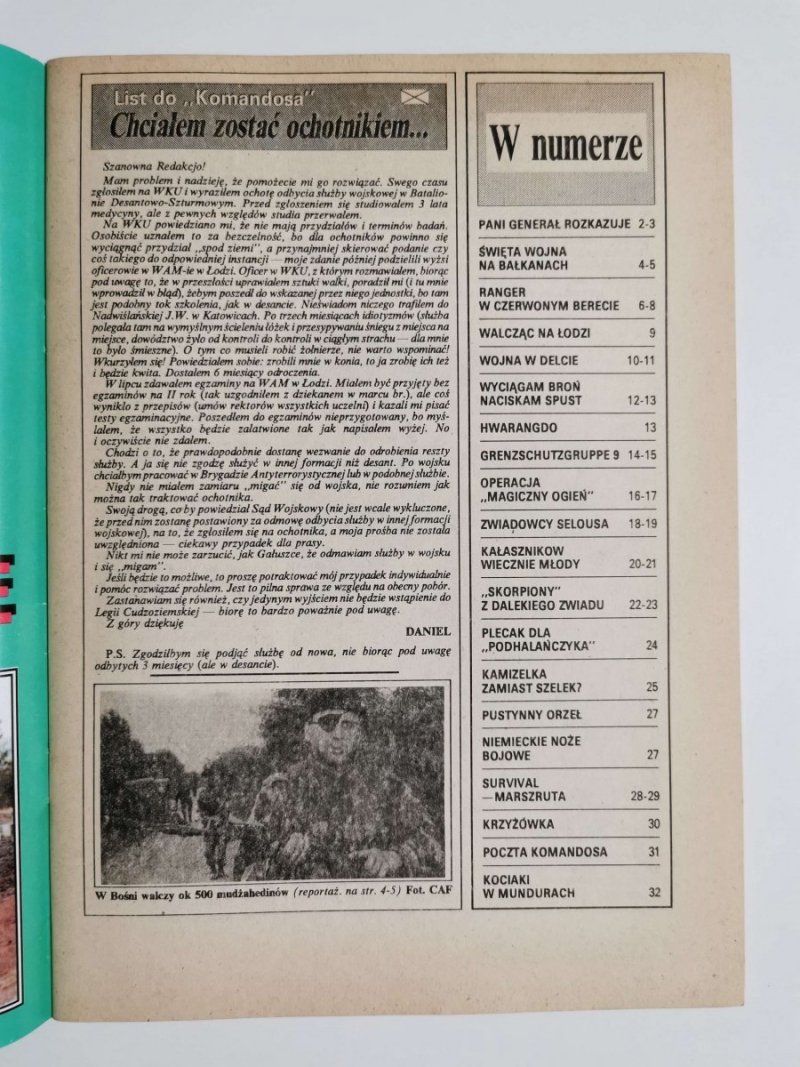 List do „Komandosa"
Chciałem zostać ochotnikiem...
Szanowna Redakcjo!
Mam problem i nadzieję, że pomożecie mi go rozwiązać. Swego czasu
zgłosiłem na WKU i wyraziłem ochotę odbycia służby wojskowej w Batalio-
nie Desantowo-Szturmowym. Przed zgłoszeniem się studiowałem 3 lata
medycyny, ale z pewnych względów studia przerwałem.
Na WKU powiedziano mi, że nie mają przydziałów i terminów badań.
Osobiście uznałem to za bezczelność, bo dla ochotników powinno się
wyciągnąć przydział „spod ziemi", a przynajmniej skierować podanie czy
coś takiego do odpowiedniej instancji — moje zdanie później podzielili wyżsi
oficerowie w WAM-ie w Łodzi. Oficer w WKU, z którym rozmawiałem, biorąc
pod uwagę to, że w przeszłości uprawiałem sztuki walki, poradził mi (i tu mnie
wprowadził w błąd), żebym poszedł do wskazanej przez niego jednostki, bo tam
jest podobny tok szkolenia, jak w desancie. Nieświadom niczego trafiłem do
Nadwiślańskiej J.W. w Katowicach. Po trzech miesiącach idiotyzmów (służba
polegała tam na wymyślnym ścieleniu łóżek i przesypywaniu śniegu z miejsca na
miejsce, dowództwo żyło od kontroli do kontroli w ciągłym strachu — dla mnie
to było śmieszne). O tym co musieli robić żołnierze, nie warto wspominać!
Wkurzyłem się! Powiedziałem sobie: zrobili mnie w konia, to ja zrobię ich też
i będzie kwita. Dostałem 6 miesięcy odroczenia.
W lipcu zdawałem egzaminy na WAM w Łodzi. Miałem być przyjęty bez
egzaminów na II rok (tak uzgodniłem z dziekanem w marcu br.), ale coś
wynikło z przepisów (umów rektorów wszystkich uczelni) i kazali mi pisać
testy egzaminacyjne. Poszedłem do egzaminów nieprzygotowany, bo myś-
lałem, że wszystko będzie załatwione tak jak napisałem wyżej. No
i oczywiście nie zdałem.
Chodzi o to, że prawdopodobnie dostanę wezwanie do odrobienia reszty
służby. A ja się nie zgodzę służyć w innej formacji niż desant. Po wojsku
chciałbym pracować w Brygadzie Antyterrorystycznej lub w podobnej służbie.
Nigdy nie miałem zamiaru „migać" się od wojska, nie rozumiem jak
można tak traktować ochotnika.
Swoją drogą, co by powiedział Sąd Wojskowy (nie jest wcale wykluczone,
że przed nim zostanę postawiony za odmowę odbycia służby w innej formacji
wojskowej), na to, że zgłosiłem się na ochotnika, a moja prośba nie została
uwzględniona — ciekawy przypadek dla prasy.
Nikt mi nie może zarzucić, jak Gałuszce, że odmawiam służby w wojsku
i się „migam".
Jeśli będzie to możliwe, to proszę potraktować mój przypadek indywidualnie
i pomóc rozwiązać problem. Jest to pilna sprawa ze względu na obecny pobór.
Zastanawiam się również, czy jedynym wyjściem nie będzie wstąpienie do
Legii Cudzoziemskiej — biorę to bardzo poważnie pod uwagę.
Z góry dziękuję
DANIEL
P.S. Zgodziłbym się podjąć służbę od nowa, nie biorąc pod uwagę
odbytych 3 miesięcy (ale w desancie).
W Bośni walczy ok 500 mudżahedinów (reportaż. na str. 4-5) Fot. CAF
W numerze
PANI GENERAŁ ROZKAZUJE 2-3
ŚWIĘTA WOJNA
NA BAŁKANACH 4-5
RANGER
W CZERWONYM BERECIE 6-8
WALCZĄC NA ŁODZI 9
WOJNA W DELCIE 10-11
WYCIĄGAM BROŃ
NACISKAM SPUST 12-13
HWARANGDO 13
GRENZSCHUTZGRUPPE 9 14-15
OPERACJA
„MAGICZNY OGIEŃ" 16-17
ZWIADOWCY SELOUSA 18-19
KAŁASZNIKOW
WIECZNIE MŁODY 20-21
„SKORPIONY"
Z DALEKIEGO ZWIADU 22-23
PLECAK DLA
„PODHALAŃCZYKA" 24
KAMIZELKA
ZAMIAST SZELEK? 25
PUSTYNNY ORZEŁ 27
NIEMIECKIE NOŻE
BOJOWE 27
SURVIVAL
— MARSZRUTA 28-29
KRZYŻÓWKA 30
POCZTA KOMANDOSA 31
KOCIAKI
W MUNDURACH 32